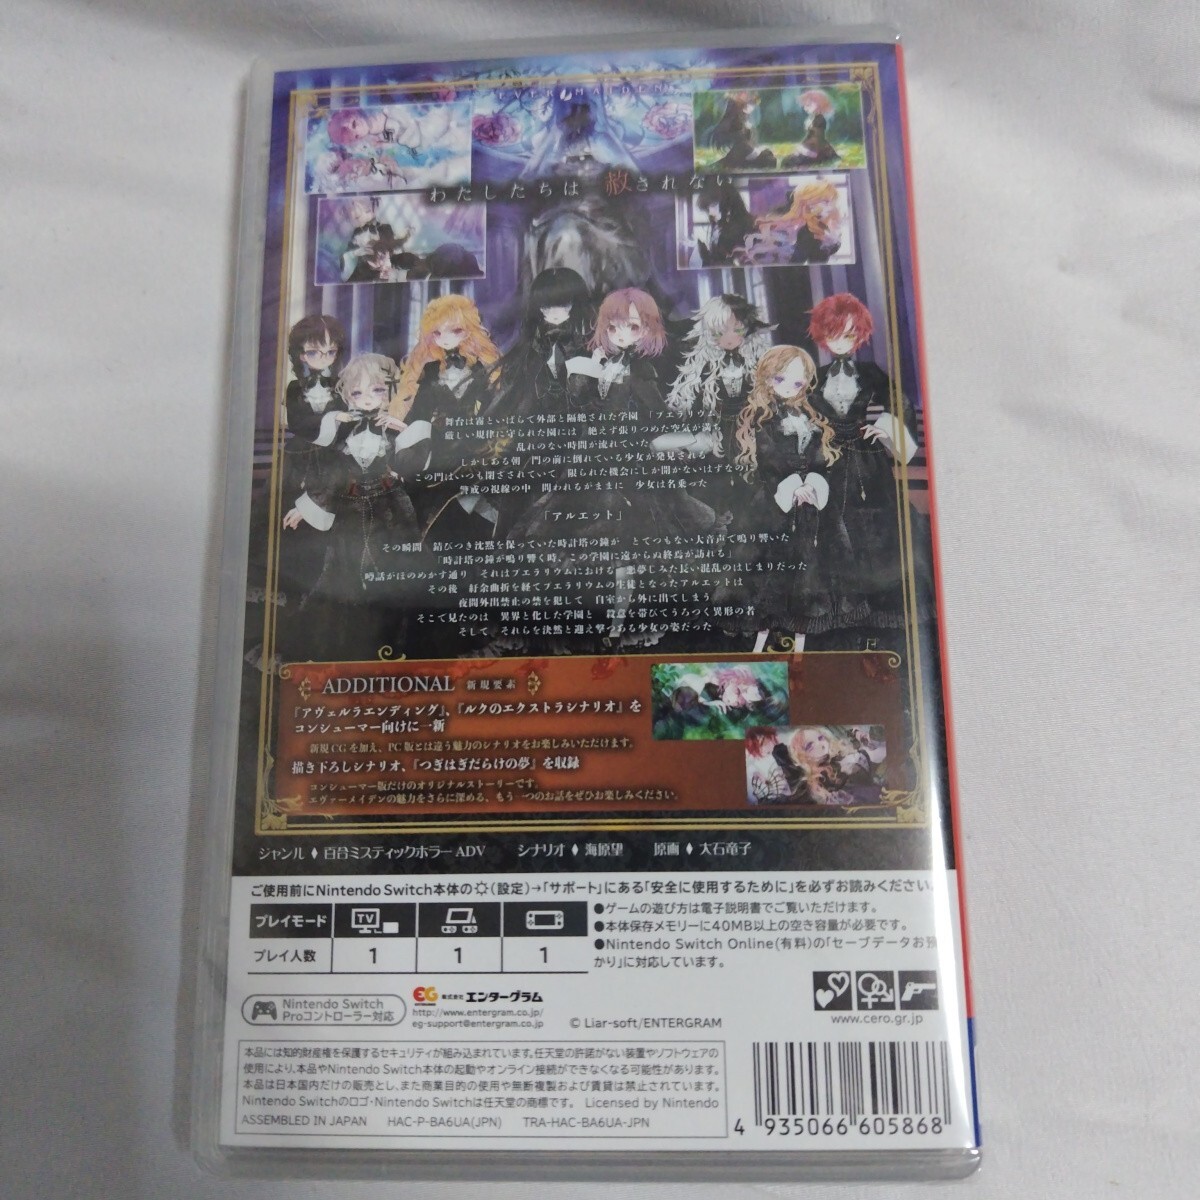 EVER MAIDEN
わたしたちは 赦されない
舞台は霧といばらで外部と隔絶された学園 「プエラリウム」
厳しい規律に守られた園には 絶えず張りつめた空気が満ち
乱れのない時間が流れていた
しかしある朝 門の前に倒れている少女が発見される
この門はいつも閉ざされていて 限られた機会にしか開かないはずなのに
警戒の視線の中 問われるがままに 少女は名乗った
「アルエット」
その瞬間 錆びつき沈黙を保っていた時計塔の鐘が とてつもない大音声で鳴り響いた
「時計塔の鐘が鳴り響く時、この学園に遠からぬ終焉が訪れる」
噂話がほのめかす通り それはプエラリウムにおける 悪夢じみた長い混乱のはじまりだった
その後 紆余曲折を経てプエラリウムの生徒となったアルエットは
夜間外出禁止の禁を犯して 自室から外に出てしまう
そこで見たのは 異界と化した学園と 殺意を帯びてうろつく異形の者
そして それらを決然と迎え撃つある少女の姿だった
ADDITIONAL 新規要素
『アヴェルラエンディング』、『ルクのエクストラシナリオ』を
コンシューマー向けに一新
新規CGを加え、PC版とは違う魅力のシナリオをお楽しみいただけます。
描き下ろしシナリオ、『つぎはぎだらけの夢』を収録
コンシューマー版だけのオリジナルストーリーです。
エヴァーメイデンの魅力をさらに深める、もう一つのお話をぜひお楽しみください。
ジャンル♦百合ミスティックホラーADV シナリオ♦海原望 原画♦大石竜子
ご使用前にNintendo Switch本体の(設定)→「サポート」にある「安全に使用するために」を必ずお読みください。
プレイモード TV
プレイ人数 1 1 1
●ゲームの遊び方は電子説明書でご覧いただけます。
●本体保存メモリーに40MB以上の空き容量が必要です。
●Nintendo Switch Online(有料)の「セーブデータお預
かり」に対応しています。
Nintendo Switch
Proコントローラー対応
EG 株式会社 エンターグラム
http://www.entergram.co.jp/
eg-support@entergram.co.jp
© Liar-soft/ENTERGRAM
www.cero.gr.jp
本品には知的財産権を保護するセキュリティが組み込まれています。任天堂の許諾がない装置やソフトウェアの
使用により、本品やNintendo Switch本体の起動やオンライン接続ができなくなる可能性があります。
本品は日本国内だけの販売とし、また商業目的の使用や無断複製および賃貸は禁止されています。
Nintendo Switchのロゴ・Nintendo Switchは任天堂の商標です。 Licensed by Nintendo
ASSEMBLED IN JAPAN HAC-P-BA6UA(JPN) TRA-HAC-BA6UA-JPN
4 935066 605868